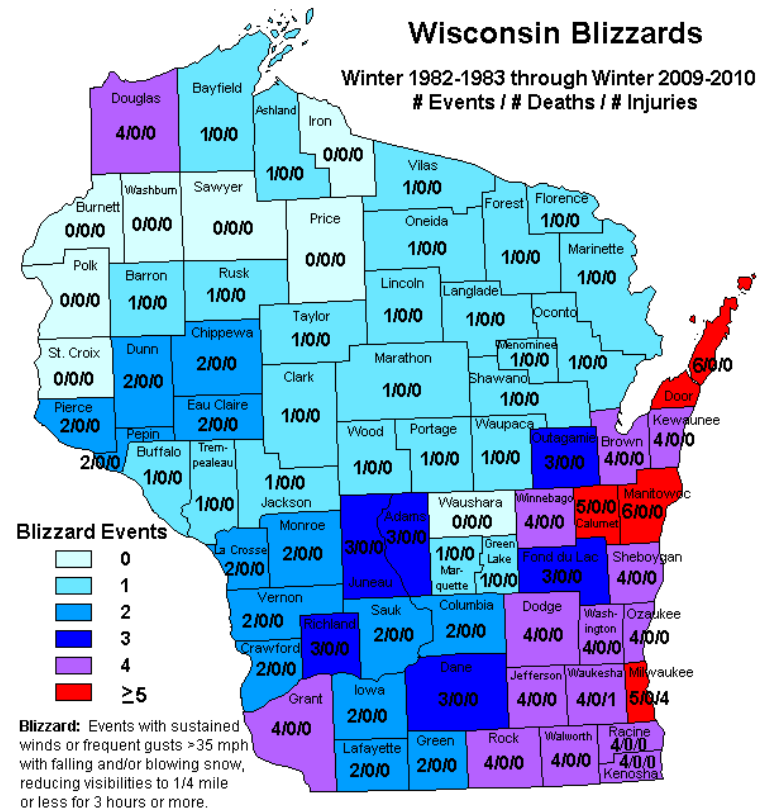 Wisconsin Blizzards
Winter 1982-1983 through Winter 2009-2010
# Events / # Deaths / # Injuries
Douglas
4/0/0
Bayfield
1/0/0
Ashland
1/0/0
Iron
0/0/0
Vilas
1/0/0
Burnett
0/0/0
Washburn
0/0/0
Sawyer
0/0/0
Price
0/0/0
Oneida
1/0/0
Forest
1/0/0
Florence
1/0/0
Marinette
1/0/0
Polk
0/0/0
Barron
1/0/0
Rusk
1/0/0
Lincoln
1/0/0
Langlade
1/0/0
Oconto
1/0/0
Taylor
1/0/0
Chippewa
2/0/0
St. Croix
0/0/0
Dunn
2/0/0
Menominee
1/0/0
Marathon
1/0/0
Clark
1/0/0
Shawano
1/0/0
6/0/0
Door
Pierce
2/0/0
Pepin
2/0/0
Eau Claire
2/0/0
Buffalo
1/0/0
Trem-
pealeau
1/0/0
1/0/0
Jackson
Wood
1/0/0
Portage
1/0/0
Waupaca
1/0/0
Outagamie
3/0/0
Brown
4/0/0
Kewaunee
4/0/0
Monroe
2/0/0
La Crosse
2/0/0
3/0/0
Juneau
Adams
3/0/0
Waushara
0/0/0
Winnebago
4/0/0
5/0/0
Calumet
Manitowoc
6/0/0
1/0/0
Mar-
quette
Green
Lake
1/0/0
Fond du Lac
3/0/0
Sheboygan
4/0/0
Vernon
2/0/0
Richland
3/0/0
Sauk
2/0/0
Columbia
2/0/0
Dodge
4/0/0
Wash-
ington
4/0/0
Ozaukee
4/0/0
Crawford
2/0/0
Grant
4/0/0
Iowa
2/0/0
Dane
3/0/0
Jefferson
4/0/0
Waukesha
4/0/1
Milwaukee
5/0/4
Lafayette
2/0/0
Green
2/0/0
Rock
4/0/0
Walworth
4/0/0
Racine
4/0/0
4/0/0
Kenosha
Blizzard Events
0
1
2
3
4
≥5
Blizzard: Events with sustained
winds or frequent gusts >35 mph
with falling and/or blowing snow,
reducing visibilities to 1/4 mile
or less for 3 hours or more.